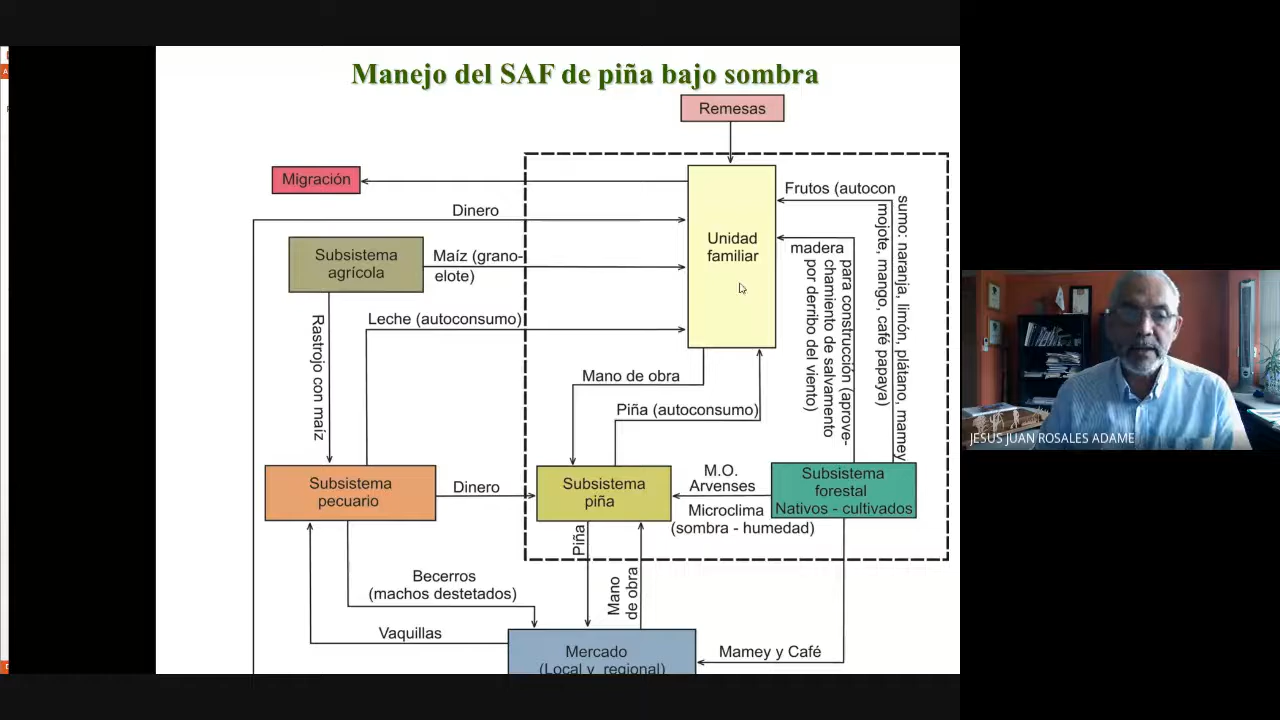 Manejo del SAF de piña bajo sombra
Remesas
Migración
Dinero
Unidad
familiar
Frutos (autocon
sumo: naranja, limón, plátano, mamey
mojote, mango, café papaya)
madera
para construcción (aprove-
chamiento de salvamento
por derribo del viento)
Subsistema
agrícola
Maíz (grano-
elote)
Rastrojo con maíz
Leche (autoconsumo)
Mano de obra
Piña (autoconsumo)
Subsistema
pecuario
Dinero
Subsistema
piña
M.O.
Arvenses
Microclima
(sombra - humedad)
Subsistema
forestal
Nativos - cultivados
Piña
Mano
de obra
Becerros
(machos destetados)
Vaquillas
Mercado
(Local y regional)
Mamey y Café
JESUS JUAN ROSALES ADAME